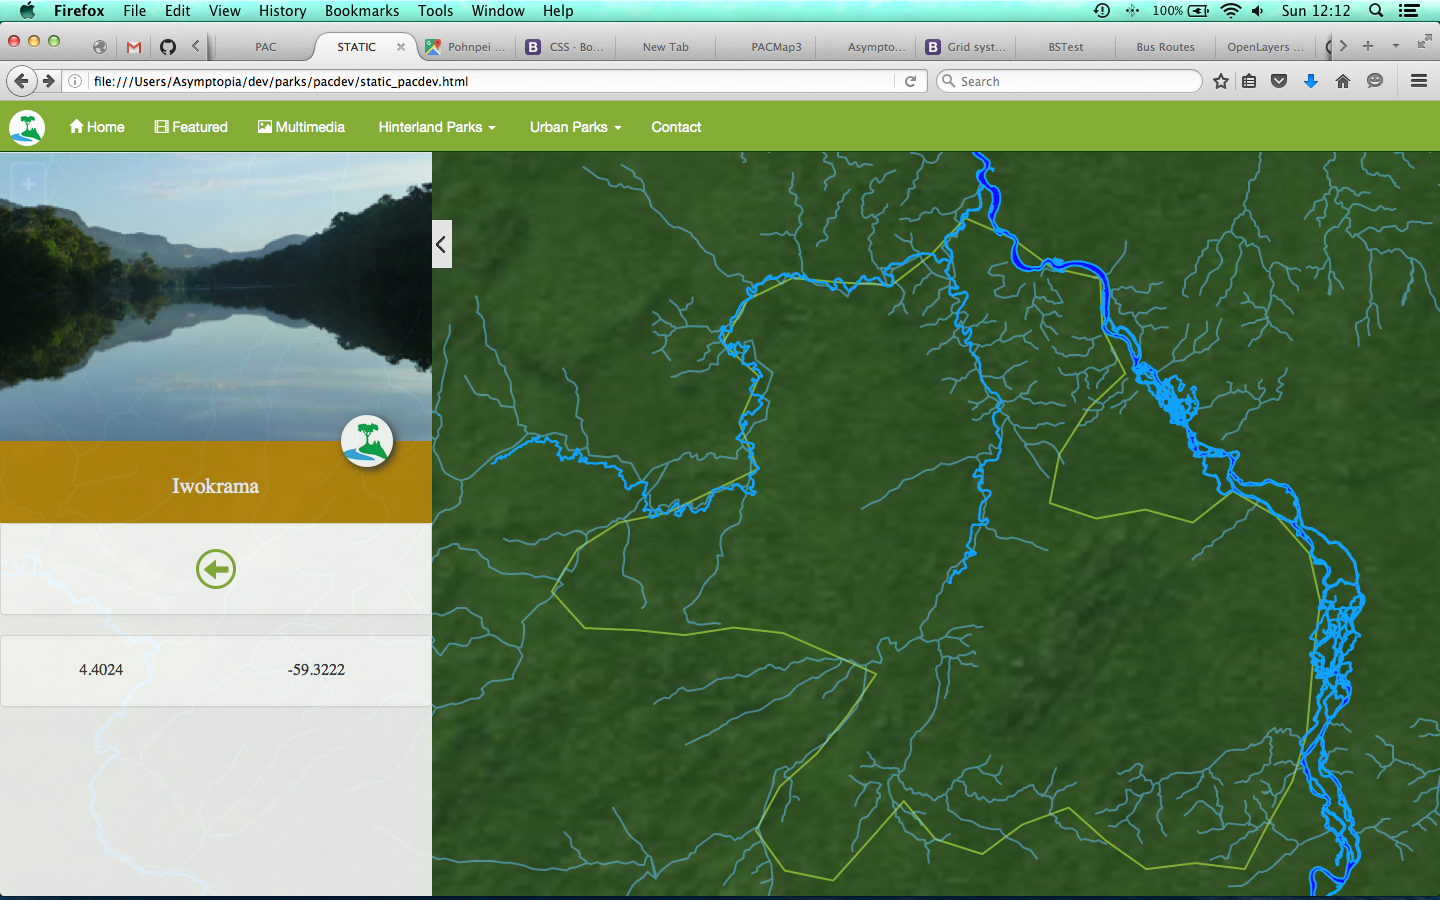 Firefox File Edit View History Bookmarks Tools Window Help 100% Sun 12:12
PAC STATIC Pohnpei ... CSS · Bo... New Tab PACMap3 Asympto... Grid syst... BSTest Bus Routes OpenLayers ...
file:///Users/Asymptopia/dev/parks/pacdev/static_pacdev.html Search
Home Featured Multimedia Hinterland Parks Urban Parks Contact
+
Iwokrama
4.4024 -59.3222